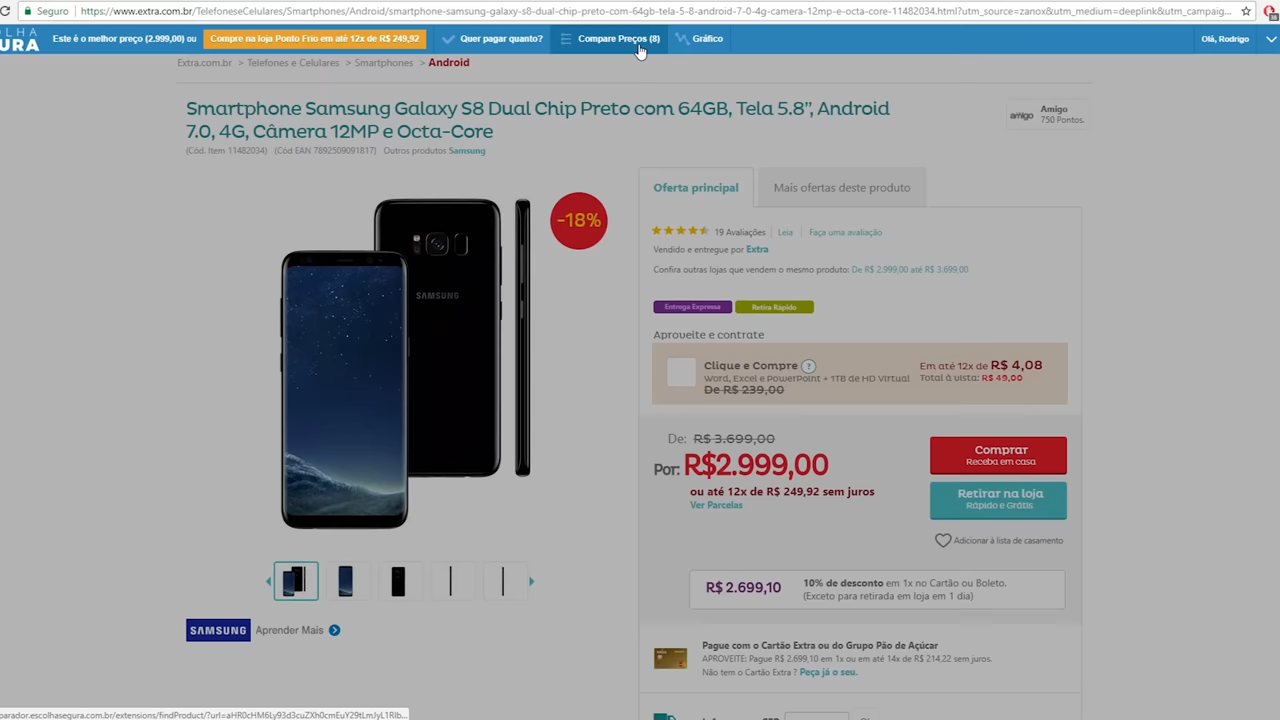 Seguro
https://www.extra.com.br/TelefoneseCelulares/Smartphones/Android/smartphone-samsung-galaxy-s8-dual-chip-preto-com-64gb-tela-5-8-android-7-0-4g-camera-12mp-e-octa-core-11482034.html?utm_source=zanox&utm_medium=deeplink&utm_campaig...
OLHA
URA
Este é o melhor preço (2.999,00) ou
Compre na loja Ponto Frio em até 12x de R$ 249,92
Quer pagar quanto?
Compare Preços (8)
Gráfico
Olá, Rodrigo
Extra.com.br > Telefones e Celulares > Smartphones > Android
Smartphone Samsung Galaxy S8 Dual Chip Preto com 64GB, Tela 5.8”, Android
7.0, 4G, Câmera 12MP e Octa-Core
(Cód. Item 11482034) (Cód EAN 7892509091817) Outros produtos Samsung
amigo
Amigo
750 Pontos.
-18%
SAMSUNG
Oferta principal
Mais ofertas deste produto
19 Avaliações
Leia
Faça uma avaliação
Vendido e entregue por Extra
Confira outras lojas que vendem o mesmo produto: De R$ 2.999,00 até R$ 3.699,00
Entrega Expressa
Retira Rápido
Aproveite e contrate
Clique e Compre ?
Word, Excel e PowerPoint + 1TB de HD Virtual
De R$ 239,00
Em até 12x de R$ 4,08
Total à vista: R$ 49,00
De: R$ 3.699,00
Por: R$2.999,00
ou até 12x de R$ 249,92 sem juros
Ver Parcelas
Comprar
Receba em casa
Retirar na loja
Rápido e Grátis
Adicionar à lista de casamento
R$ 2.699,10
10% de desconto em 1x no Cartão ou Boleto.
(Exceto para retirada em loja em 1 dia)
SAMSUNG
Aprender Mais
Pague com o Cartão Extra ou do Grupo Pão de Açúcar
APROVEITE: Pague R$ 2.699,10 em 1x ou em até 14x de R$ 214,22 sem juros.
Não tem o Cartão Extra ? Peça já o seu.